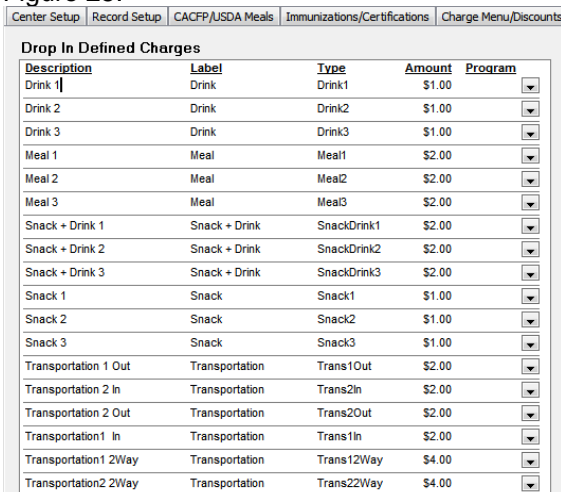 Center Setup Record Setup CACFP/USDA Meals Immunizations/Certifications Charge Menu/Discounts
Drop In Defined Charges
Description Label Type Amount Program
Drink 1 Drink Drink1 $1.00
Drink 2 Drink Drink2 $1.00
Drink 3 Drink Drink3 $1.00
Meal 1 Meal Meal1 $2.00
Meal 2 Meal Meal2 $2.00
Meal 3 Meal Meal3 $2.00
Snack + Drink 1 Snack + Drink SnackDrink1 $2.00
Snack + Drink 2 Snack + Drink SnackDrink2 $2.00
Snack + Drink 3 Snack + Drink SnackDrink3 $2.00
Snack 1 Snack Snack1 $1.00
Snack 2 Snack Snack2 $1.00
Snack 3 Snack Snack3 $1.00
Transportation 1 Out Transportation Trans1Out $2.00
Transportation 2 In Transportation Trans2In $2.00
Transportation 2 Out Transportation Trans2Out $2.00
Transportation1 In Transportation Trans1In $2.00
Transportation1 2Way Transportation Trans12Way $4.00
Transportation2 2Way Transportation Trans22Way $4.00